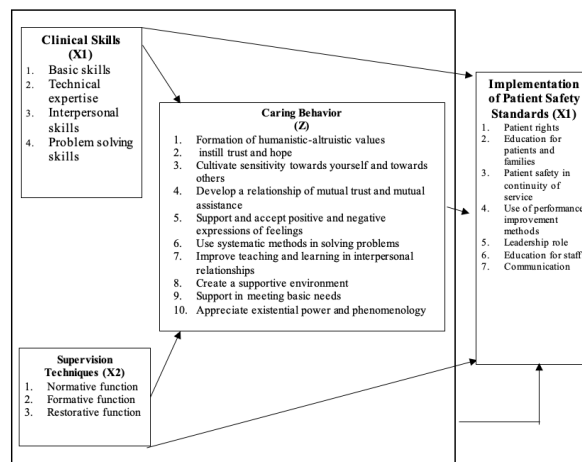 Clinical Skills
(X1)
1. Basic skills
2. Technical
expertise
3. Interpersonal
skills
4. Problem solving
skills
Caring Behavior
(Z)
1. Formation of humanistic-altruistic values
2. instill trust and hope
3. Cultivate sensitivity towards yourself and towards
others
4. Develop a relationship of mutual trust and mutual
assistance
5. Support and accept positive and negative
expressions of feelings
6. Use systematic methods in solving problems
7. Improve teaching and learning in interpersonal
relationships
8. Create a supportive environment
9. Support in meeting basic needs
10. Appreciate existential power and phenomenology
Supervision
Techniques (X2)
1. Normative function
2. Formative function
3. Restorative function
Implementation
of Patient Safety
Standards (X1)
1. Patient rights
2. Education for
patients and
families
3. Patient safety in
continuity of
service
4. Use of performance
improvement
methods
5. Leadership role
6. Education for staff
7. Communication